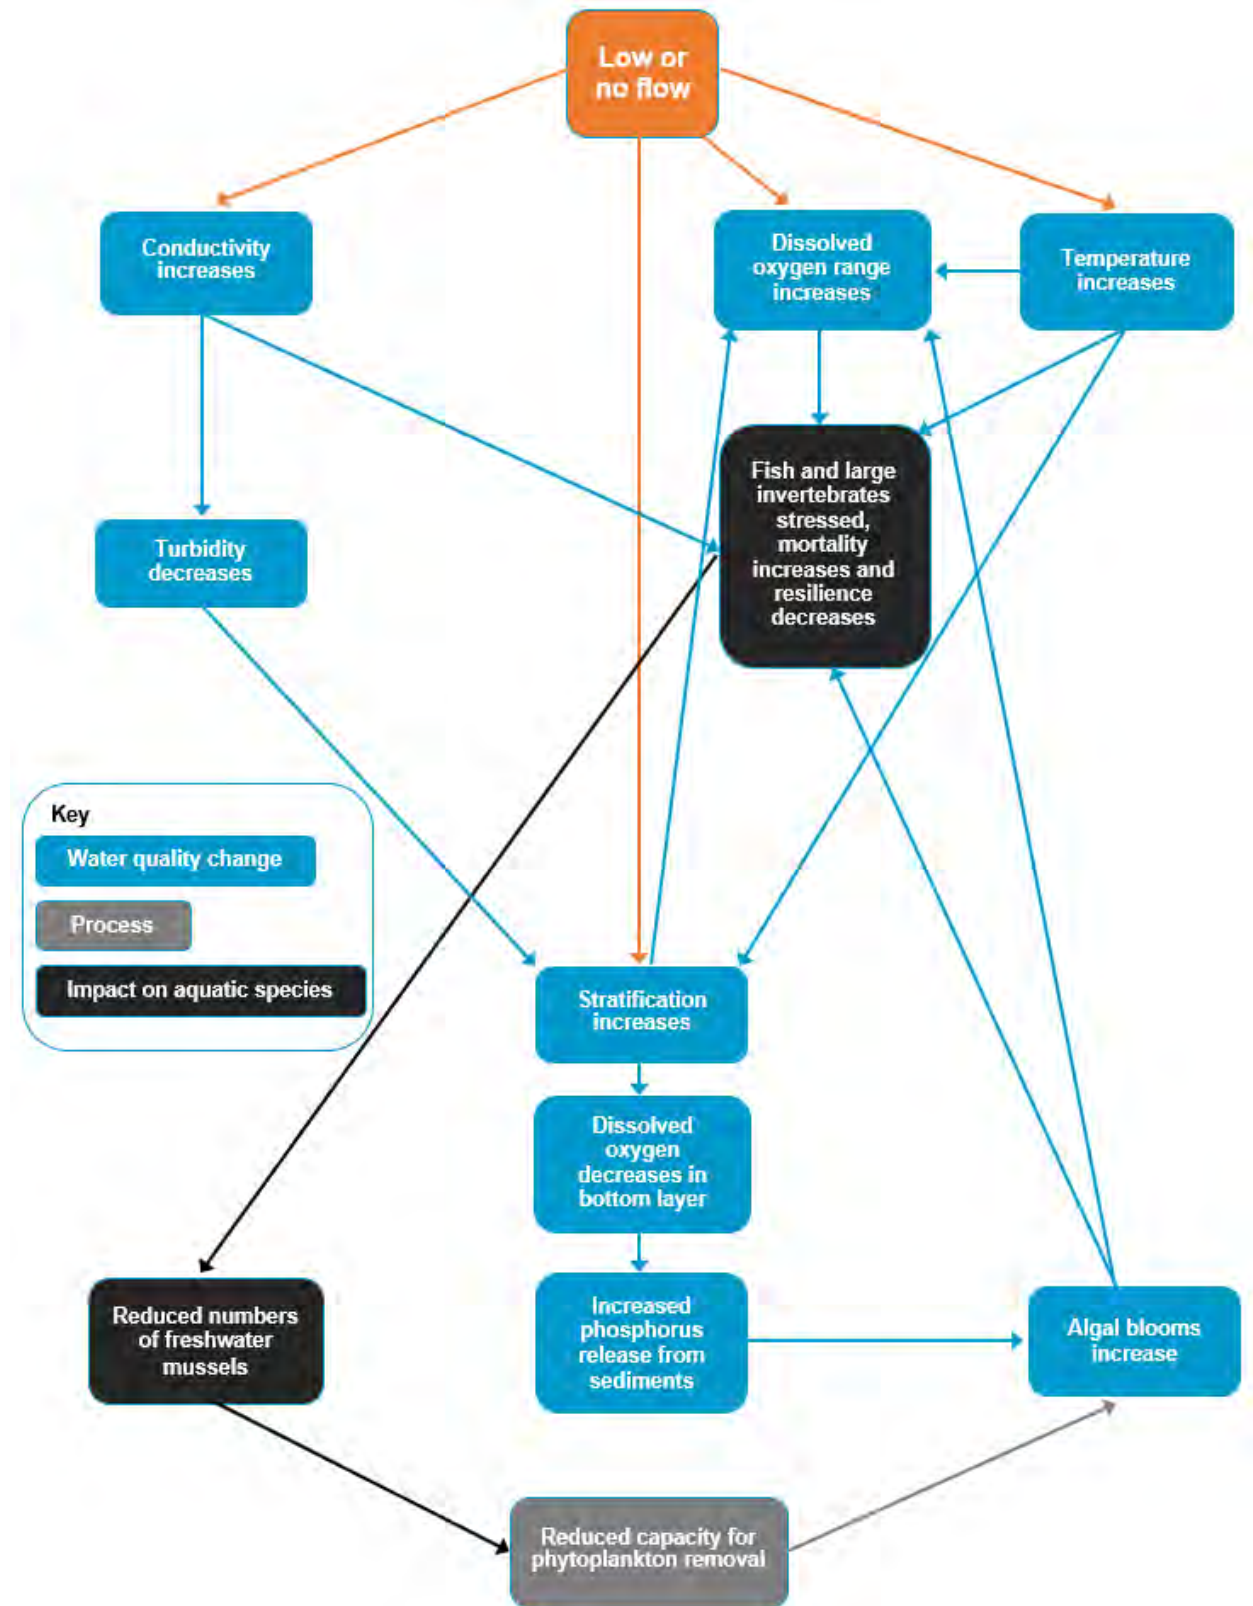 Low or
no flow
Conductivity
increases
Dissolved
oxygen range
increases
Temperature
increases
Fish and large
invertebrates
stressed,
mortality
increases and
resilience
decreases
Turbidity
decreases
Key
Water quality change
Process
Impact on aquatic species
Stratification
increases
Dissolved
oxygen
decreases in
bottom layer
Reduced numbers
of freshwater
mussels
Increased
phosphorus
release from
sediments
Algal blooms
increase
Reduced capacity for
phytoplankton removal